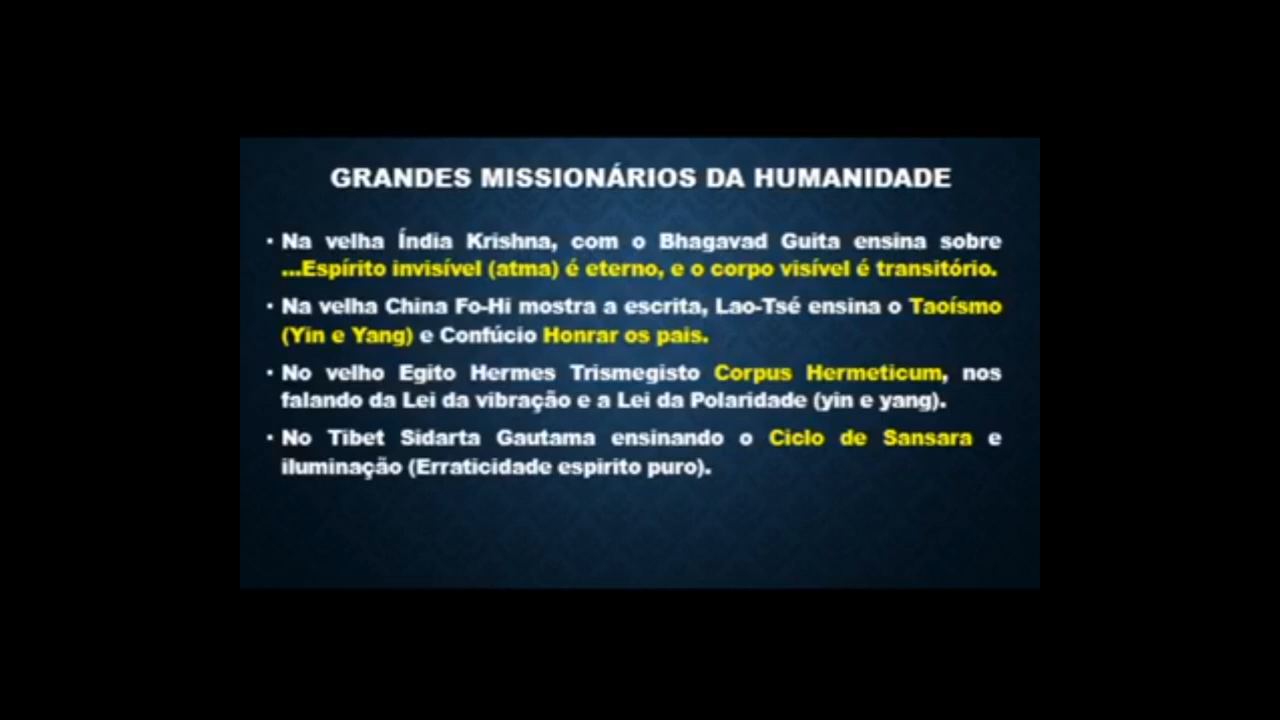 GRANDES MISSIONÁRIOS DA HUMANIDADE
· Na velha Índia Krishna, com o Bhagavad Guita ensina sobre
...Espírito invisível (atma) é eterno, e o corpo visível é transitório.
· Na velha China Fo-Hi mostra a escrita, Lao-Tsé ensina o Taoísmo
(Yin e Yang) e Confúcio Honrar os pais.
· No velho Egito Hermes Trismegisto Corpus Hermeticum, nos
falando da Lei da vibração e a Lei da Polaridade (yin e yang).
· No Tibet Sidarta Gautama ensinando o Ciclo de Sansara e
iluminação (Erraticidade espirito puro).